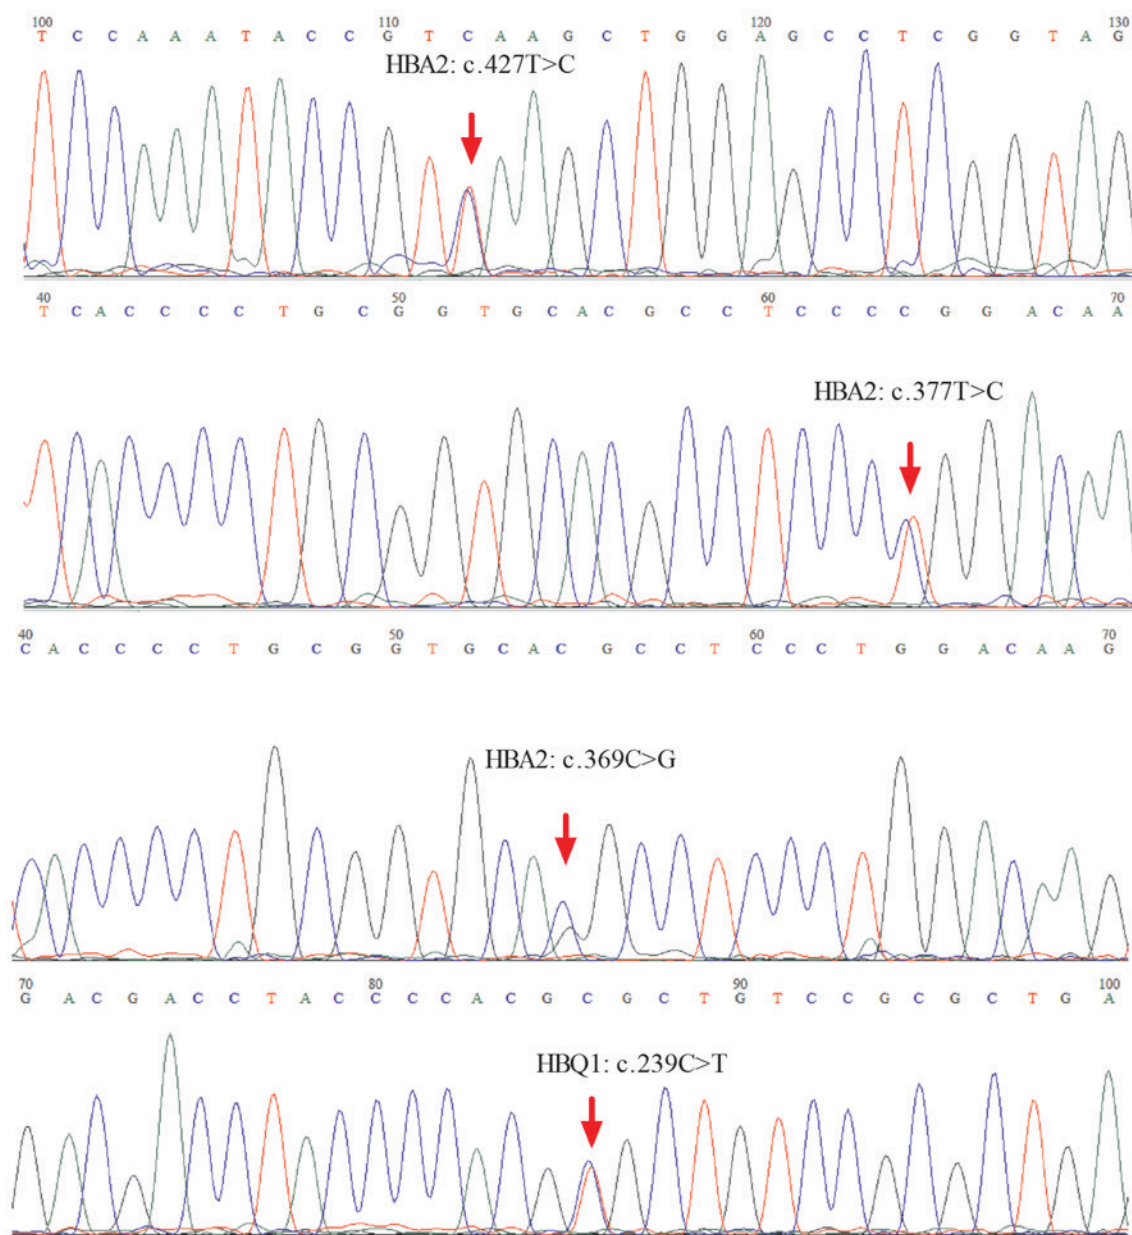 100 110 120 130
T C C A A A T A C C G T C A A G C T G G A G C C T C G G T A G
HBA2: c.427T>C
40 50 60 70
T C A C C C C T G C G G T G C A C G C C T C C C C G G A C A A
HBA2: c.377T>C
40 50 60 70
C A C C C C T G C G G T G C A C G C C T C C C T G G A C A A G
HBA2: c.369C>G
70 80 90 100
G A C G A C C T A C C C C A C G C G C T G T C C G C G C T G A
HBQ1: c.239C>T